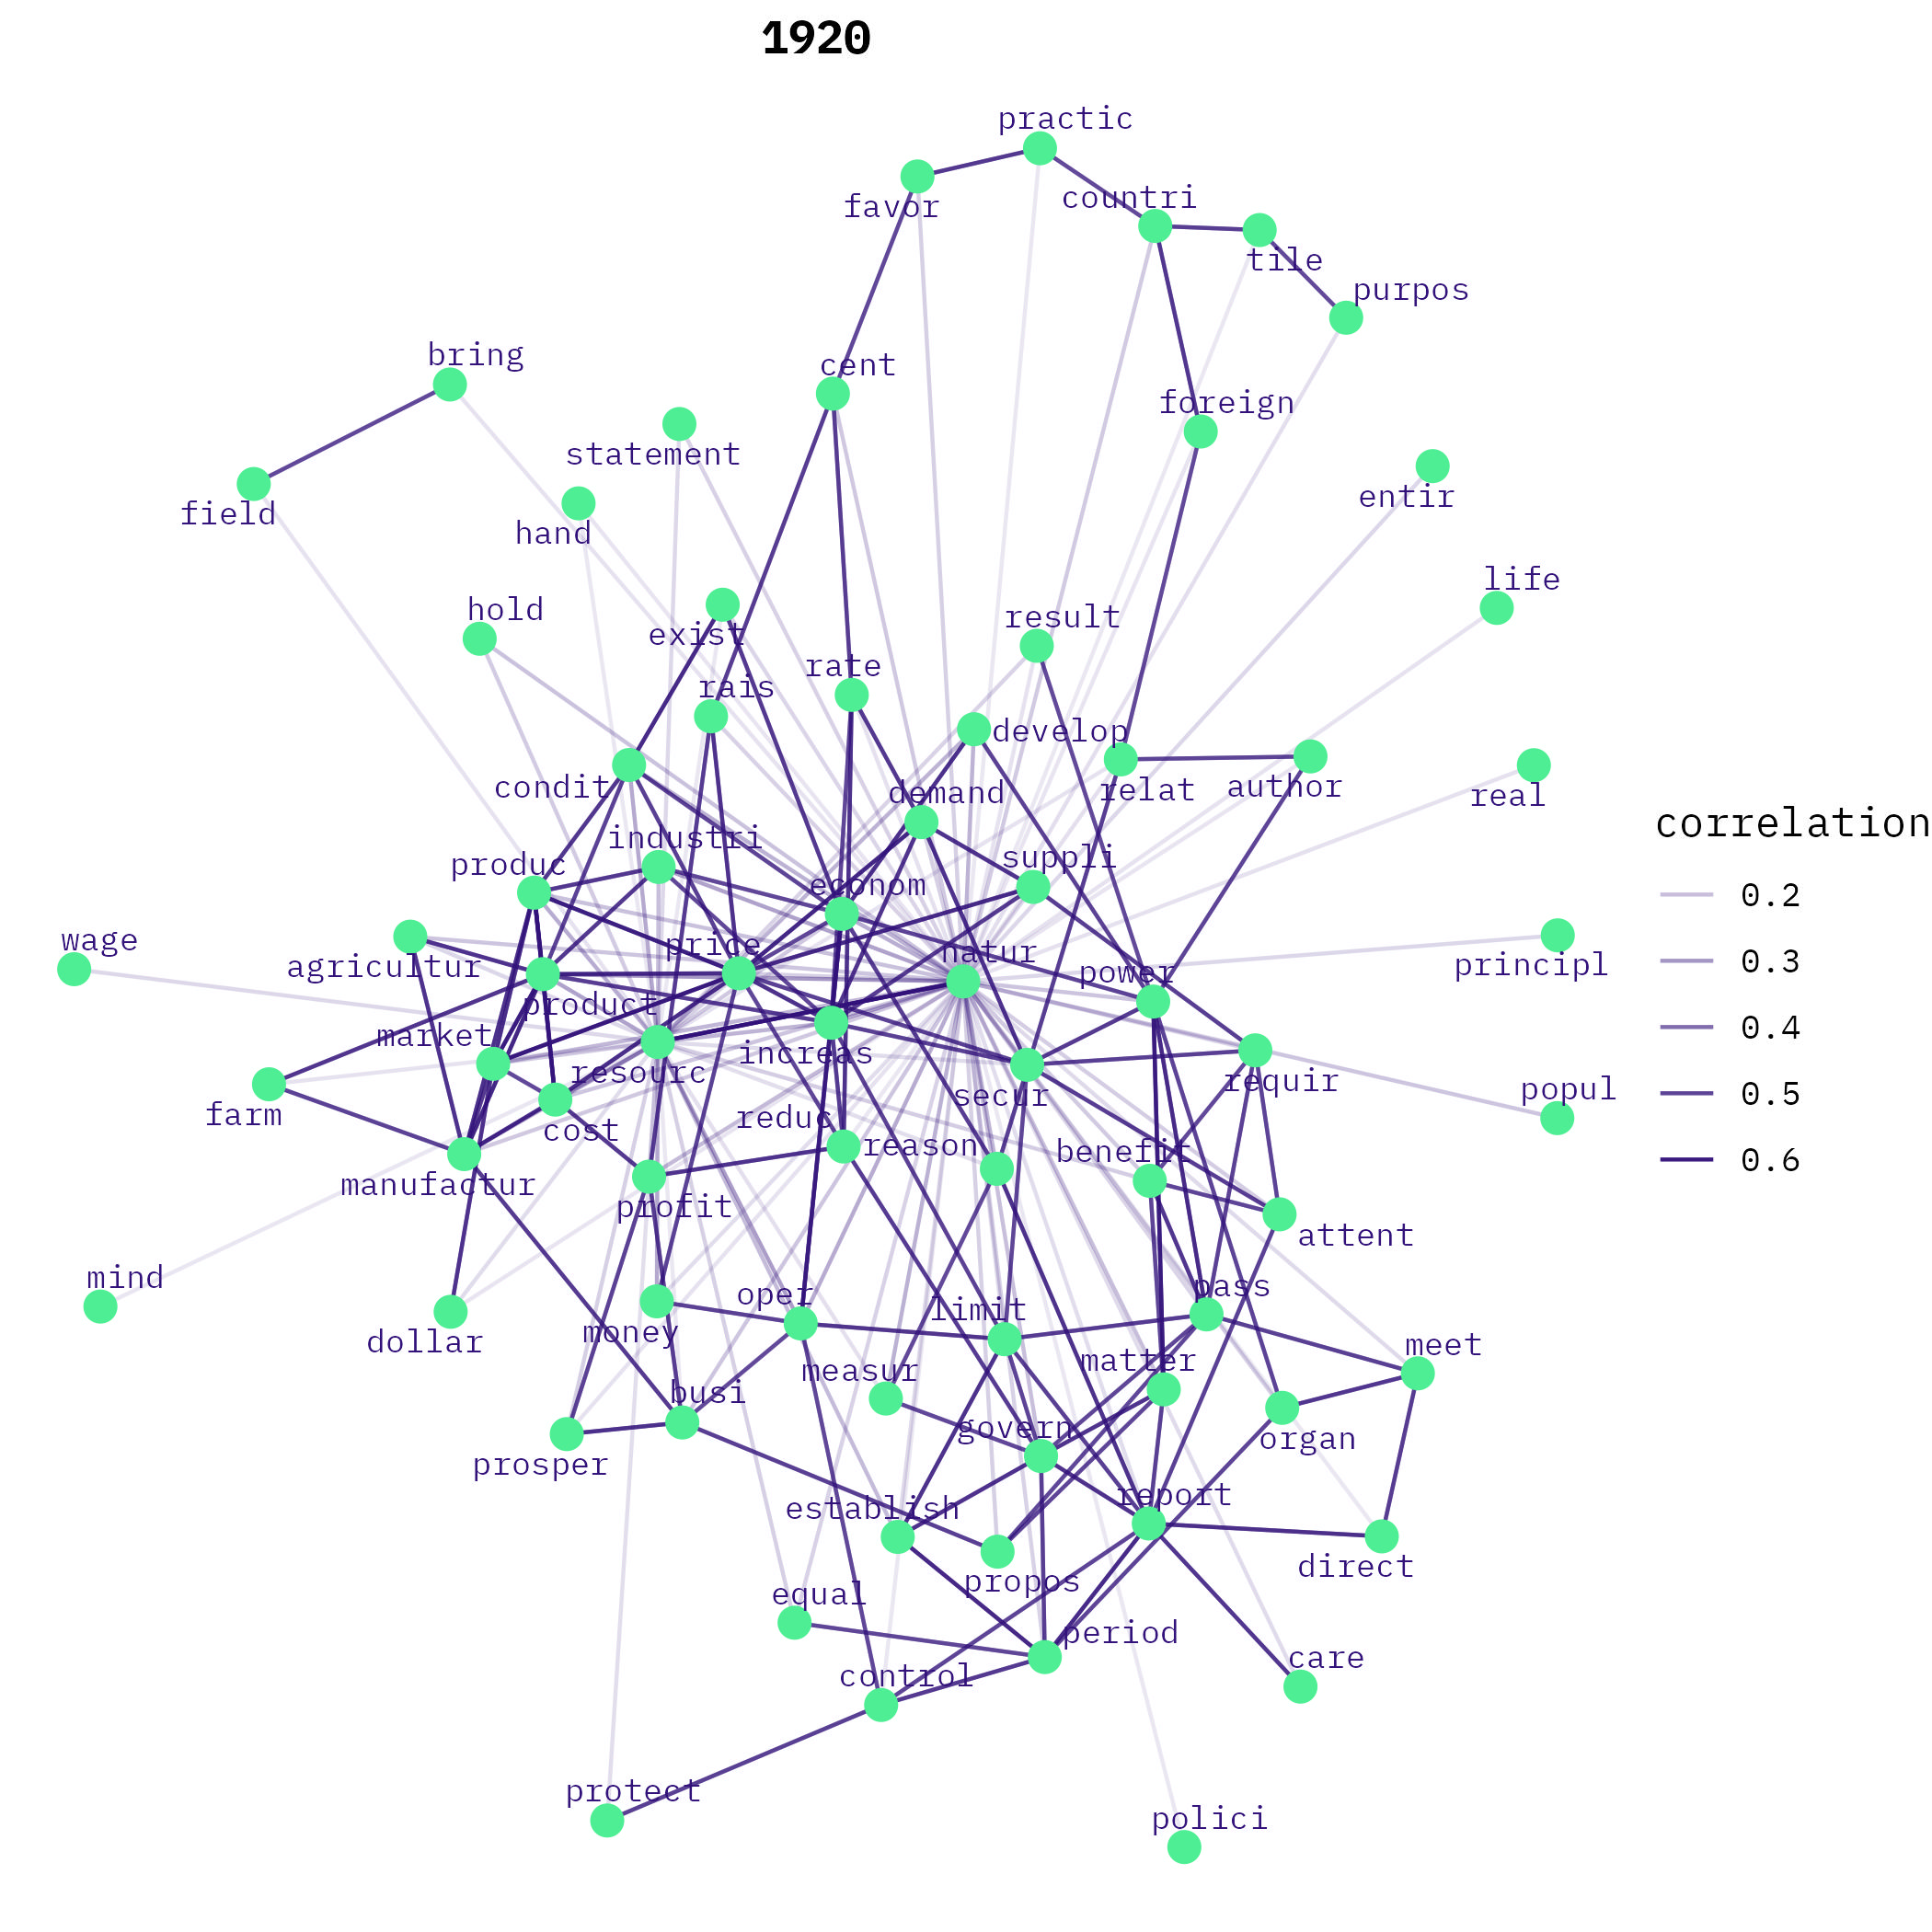 1920
practic
countri
favor
tile
purpos
bring
cent
foreign
statement
entir
field
hand
life
hold
result
exist
rate
rais
develop
condit
demand
relat
author
real
industri
produc
suppli
econom
wage
price
natur
agricultur
power
principl
product
market
increas
resourc
requir
secur
popul
farm
reduc
cost
reason
benefit
manufactur
profit
attent
mind
oper
pass
limit
dollar
money
meet
measur
matter
busi
govern
organ
prosper
report
establish
direct
propos
equal
period
care
control
protect
polici
correlation
0.2
0.3
0.4
0.5
0.6